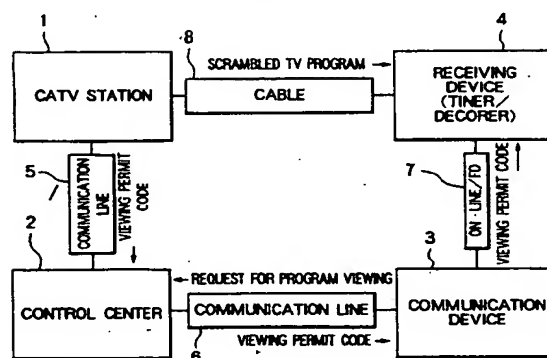 1
8
4
SCRAMBLED TV PROGRAM →
CATV STATION
CABLE
RECEIVING
DEVICE
(TINER/
DECORER)
5
COMMUNICATION
LINE
VIEWING PERMIT
CODE
→
7
ON-LINE/FD
VIEWING PERMIT CODE
→
2
3
← REQUEST FOR PROGRAM VIEWING
CONTROL CENTER
COMMUNICATION LINE
COMMUNICATION
DEVICE
6
VIEWING PERMIT CODE →